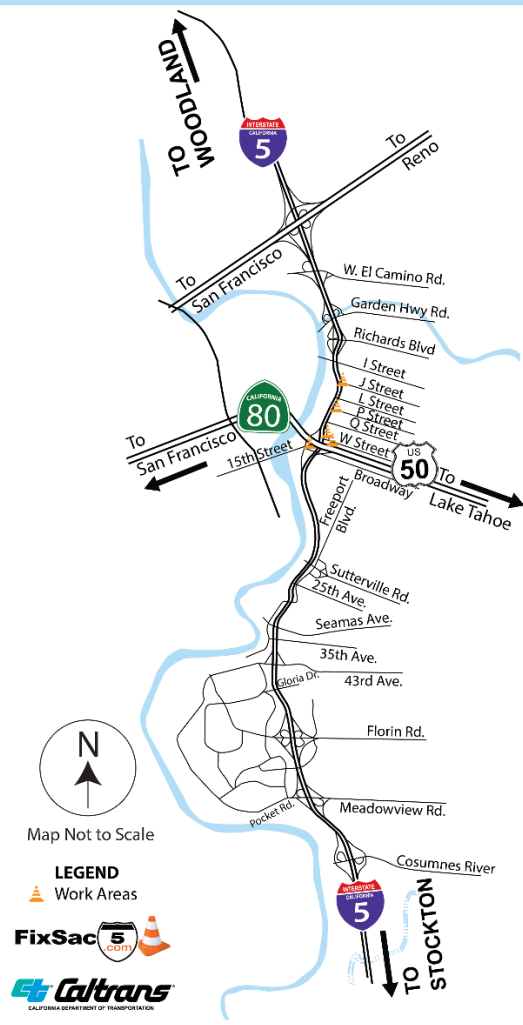 TO
WOODLAND
INTERSTATE
CALIFORNIA
5
To
Reno
To
San Francisco
W. El Camino Rd.
Garden Hwy Rd.
Richards Blvd
I Street
J Street
L Street
P Street
Q Street
W Street
CALIFORNIA
80
To
San Francisco
15th Street
US
50
To
Lake Tahoe
Broadway
Freeport
Blvd.
Sutterville Rd.
25th Ave.
Seamas Ave.
35th Ave.
Gloria Dr.
43rd Ave.
Florin Rd.
Pocket Rd.
Meadowview Rd.
Cosumnes River
INTERSTATE
CALIFORNIA
5
TO
STOCKTON
N
Map Not to Scale
LEGEND
Work Areas
FixSac 5
.com
Ct Caltrans
CALIFORNIA DEPARTMENT OF TRANSPORTATION